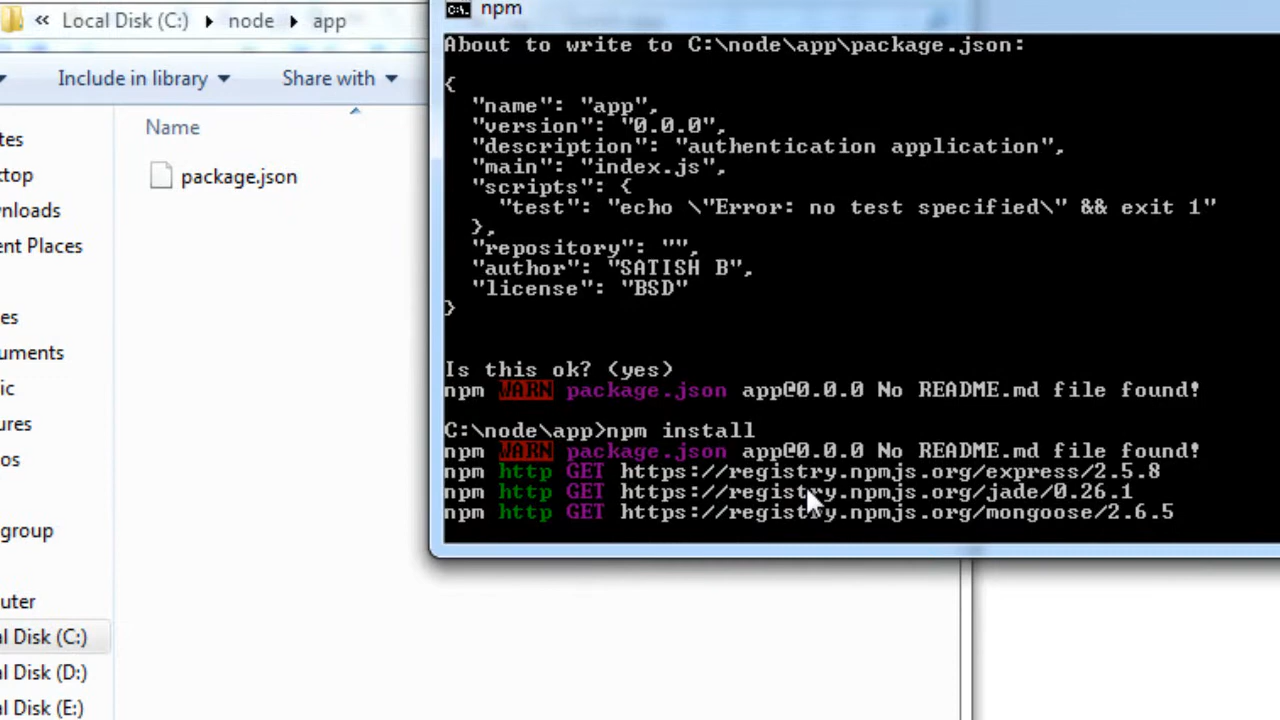 « Local Disk (C:) ▸ node ▸ app
Include in library Share with
Name
package.json
tes
ktop
wnloads
ent Places
es
uments
ic
ures
os
group
uter
al Disk (C:)
al Disk (D:)
al Disk (E:)
C:\. npm
About to write to C:\node\app\package.json:
{
"name": "app",
"version": "0.0.0",
"description": "authentication application",
"main": "index.js",
"scripts": {
"test": "echo \"Error: no test specified\" && exit 1"
},
"repository": "",
"author": "SATISH B",
"license": "BSD"
}
Is this ok? (yes)
npm WARN package.json app@0.0.0 No README.md file found!
C:\node\app>npm install
npm WARN package.json app@0.0.0 No README.md file found!
npm http GET https://registry.npmjs.org/express/2.5.8
npm http GET https://registry.npmjs.org/jade/0.26.1
npm http GET https://registry.npmjs.org/mongoose/2.6.5